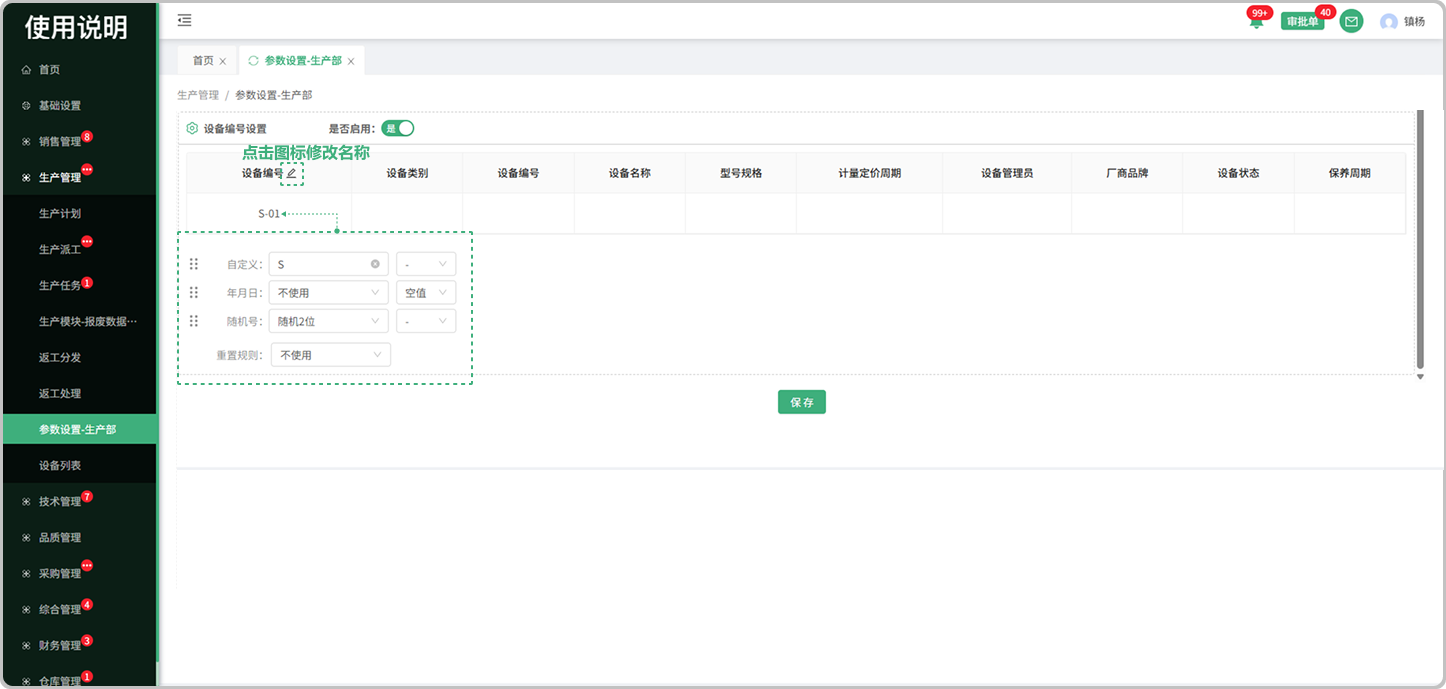 使用说明
首页
基础设置
销售管理 8
生产管理 ···
生产计划
生产派工 ···
生产任务 1
生产模块-报废数据···
返工分发
返工处理
参数设置-生产部
设备列表
技术管理 7
品质管理
采购管理 ···
综合管理 4
财务管理 3
仓库管理 1
99+ 审批单 40 镇杨
首页 × 参数设置-生产部 ×
生产管理 / 参数设置-生产部
设备编号设置 是否启用: 是
点击图标修改名称
设备编号 设备类别 设备编号 设备名称 型号规格 计量定价周期 设备管理员 厂商品牌 设备状态 保养周期
S-01
自定义: S -
年月日: 不使用 空值
随机号: 随机2位 -
重置规则: 不使用
保存